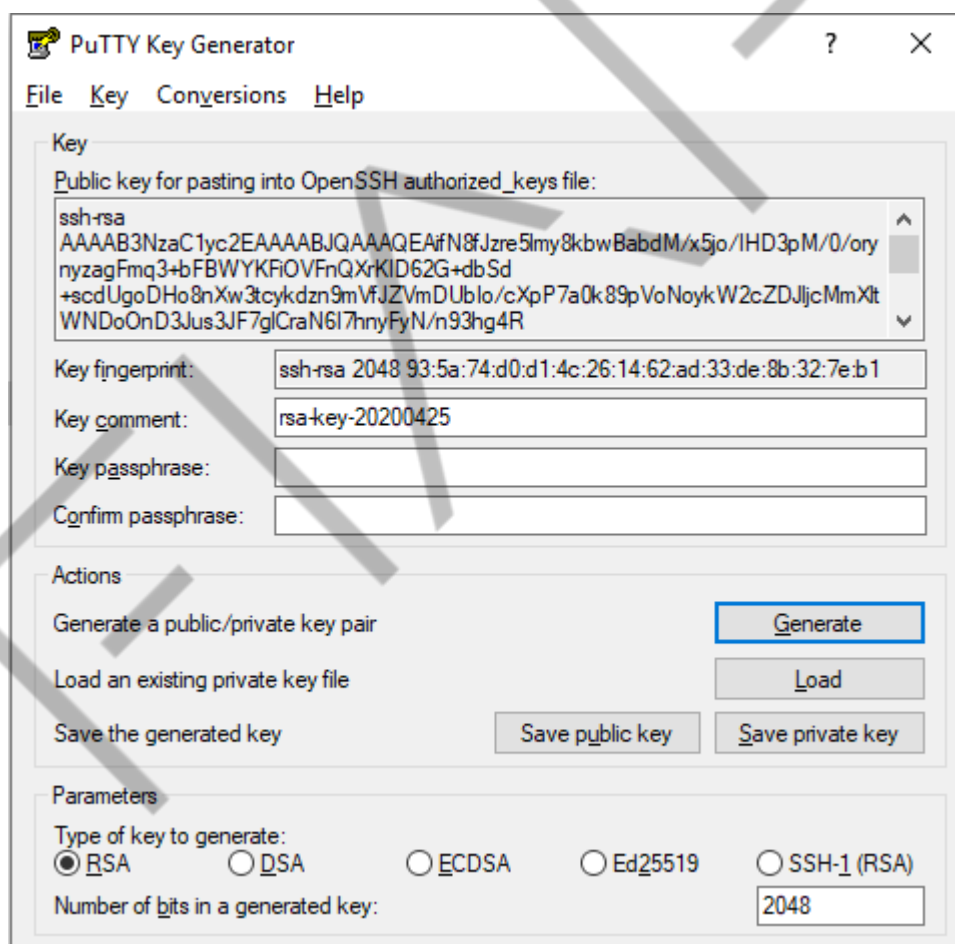 PuTTY Key Generator
?
File Key Conversions Help
Key
Public key for pasting into OpenSSH authorized_keys file:
ssh-rsa
AAAAB3NzaC1yc2EAAAABJQAAAQEAifN8fJzre5lmy8kbwBabdM/x5jo/IHD3pM/0/ory
nyzagFmq3+bFBWYKFiOVFnQXrKID62G+dbSd
+scdUgoDHo8nXw3tcykdzn9mVfJZVmDUblo/cXpP7a0k89pVoNoykW2cZDJljcMmXlt
WNDoOnD3Jus3JF7glCraN6I7hnyFyN/n93hg4R
Key fingerprint: ssh-rsa 2048 93:5a:74:d0:d1:4c:26:14:62:ad:33:de:8b:32:7e:b1
Key comment: rsa-key-20200425
Key passphrase:
Confirm passphrase:
Actions
Generate a public/private key pair Generate
Load an existing private key file Load
Save the generated key Save public key Save private key
Parameters
Type of key to generate:
RSA DSA ECDSA Ed25519 SSH-1 (RSA)
Number of bits in a generated key: 2048